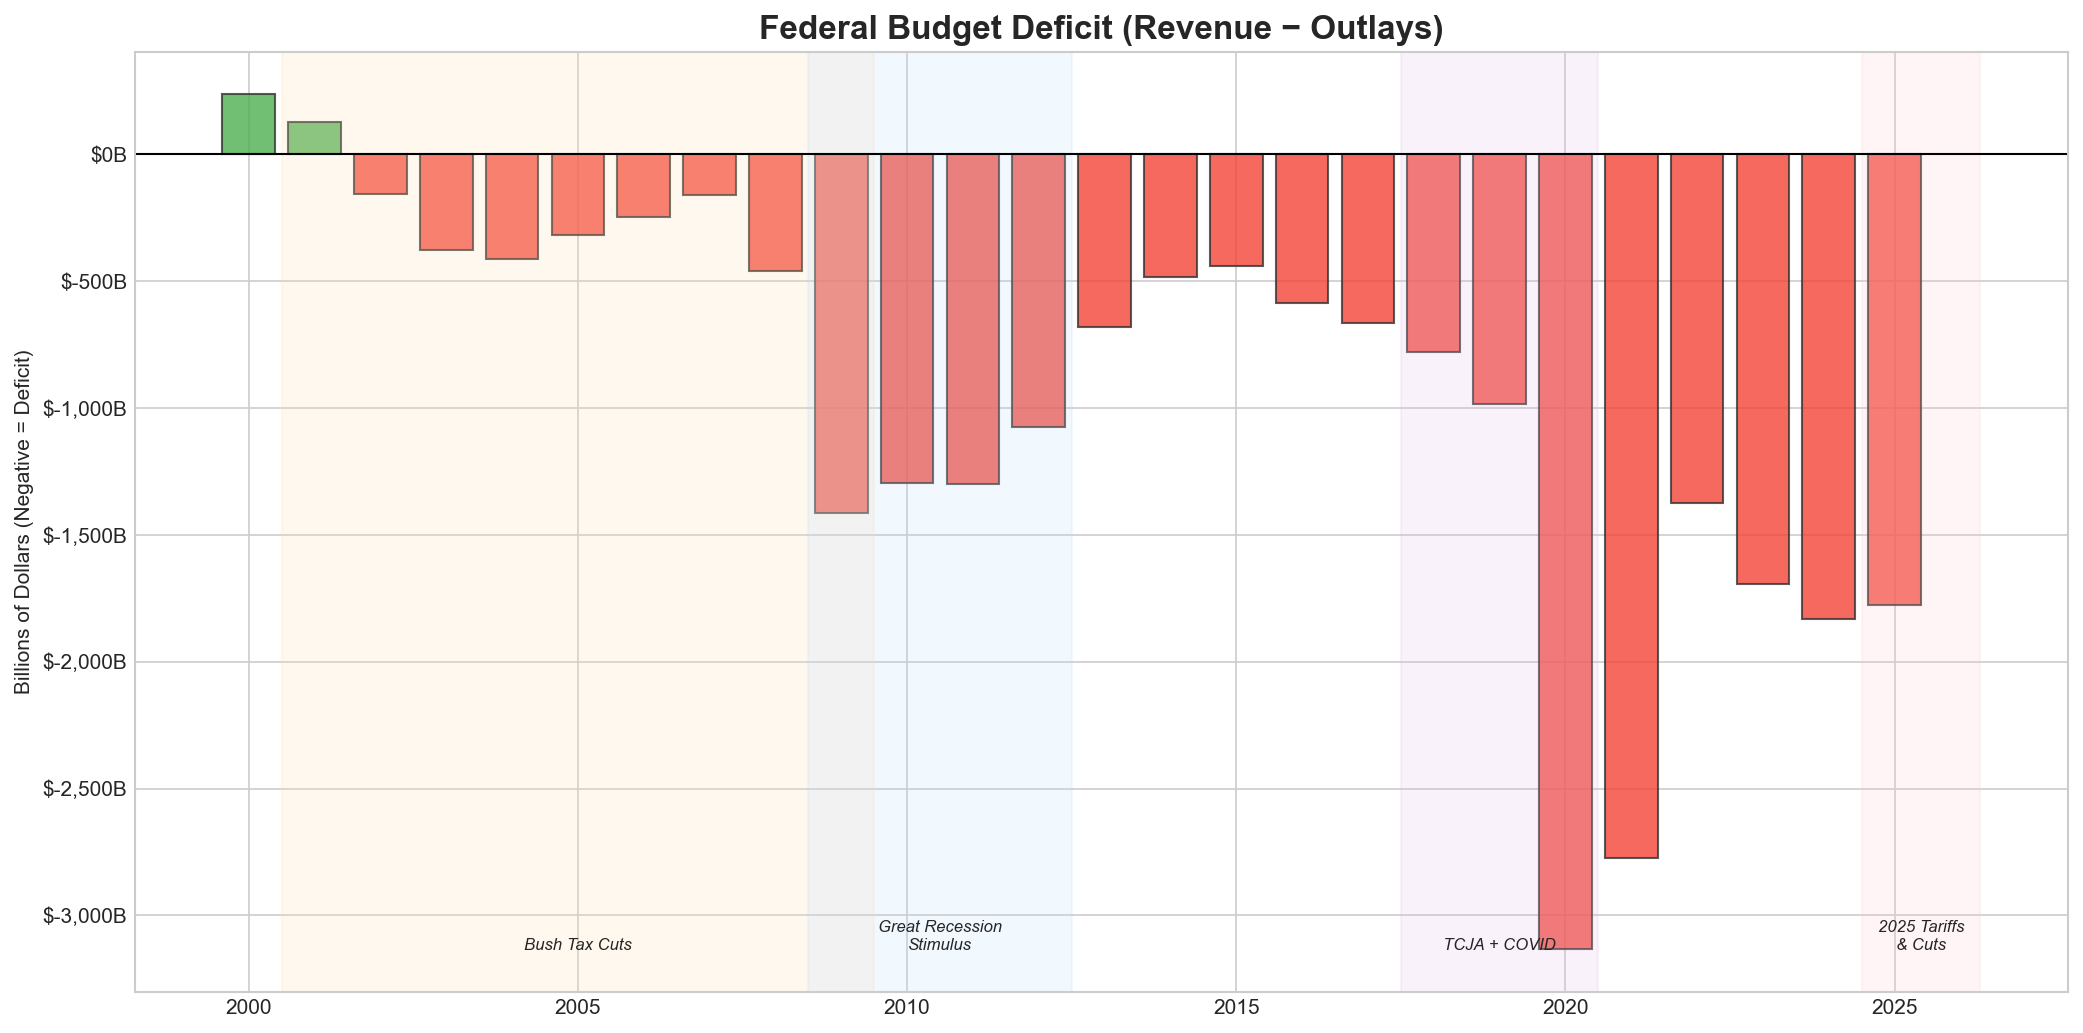 Federal Budget Deficit (Revenue − Outlays)
Billions of Dollars (Negative = Deficit)
$0B
$-500B
$-1,000B
$-1,500B
$-2,000B
$-2,500B
$-3,000B
Bush Tax Cuts
Great Recession
Stimulus
TCJA + COVID
2025 Tariffs
& Cuts
2000
2005
2010
2015
2020
2025